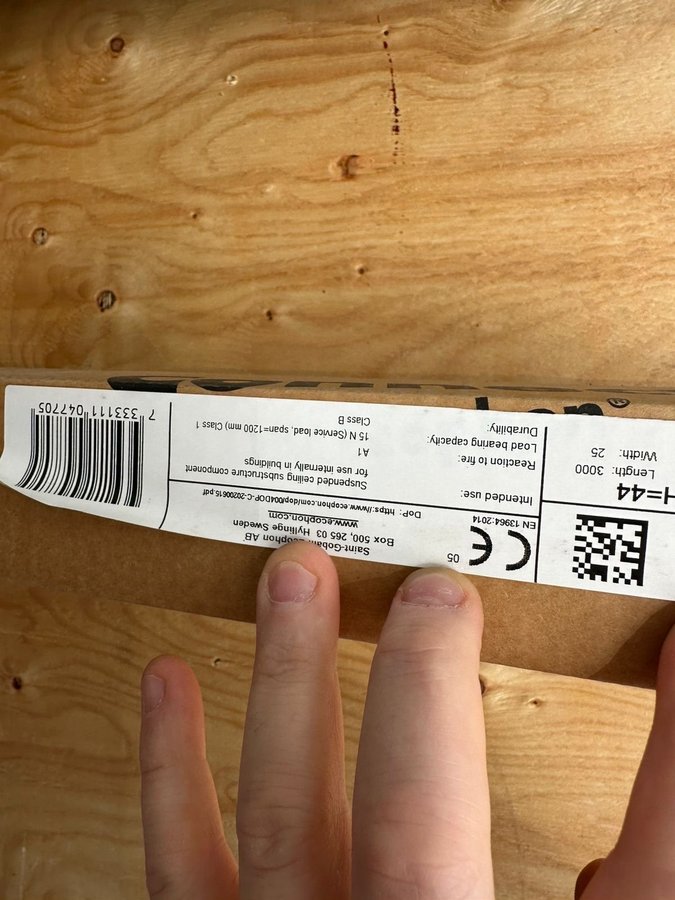 H=44
Length: 3000
Width: 25
05
EN 13964:2014
Saint-Gobain Ecophon AB
Box 500, 265 03 Hyllinge Sweden
www.ecophon.com
DoP: https://www.ecophon.com/dop/004DOP-C-20200615.pdf
Intended use: Suspended ceiling substructure component
for use internally in buildings
Reaction to fire: A1
Load bearing capacity: 15 N (Service load, span=1200 mm) Class 1
Durability: Class B
7 333111 047705